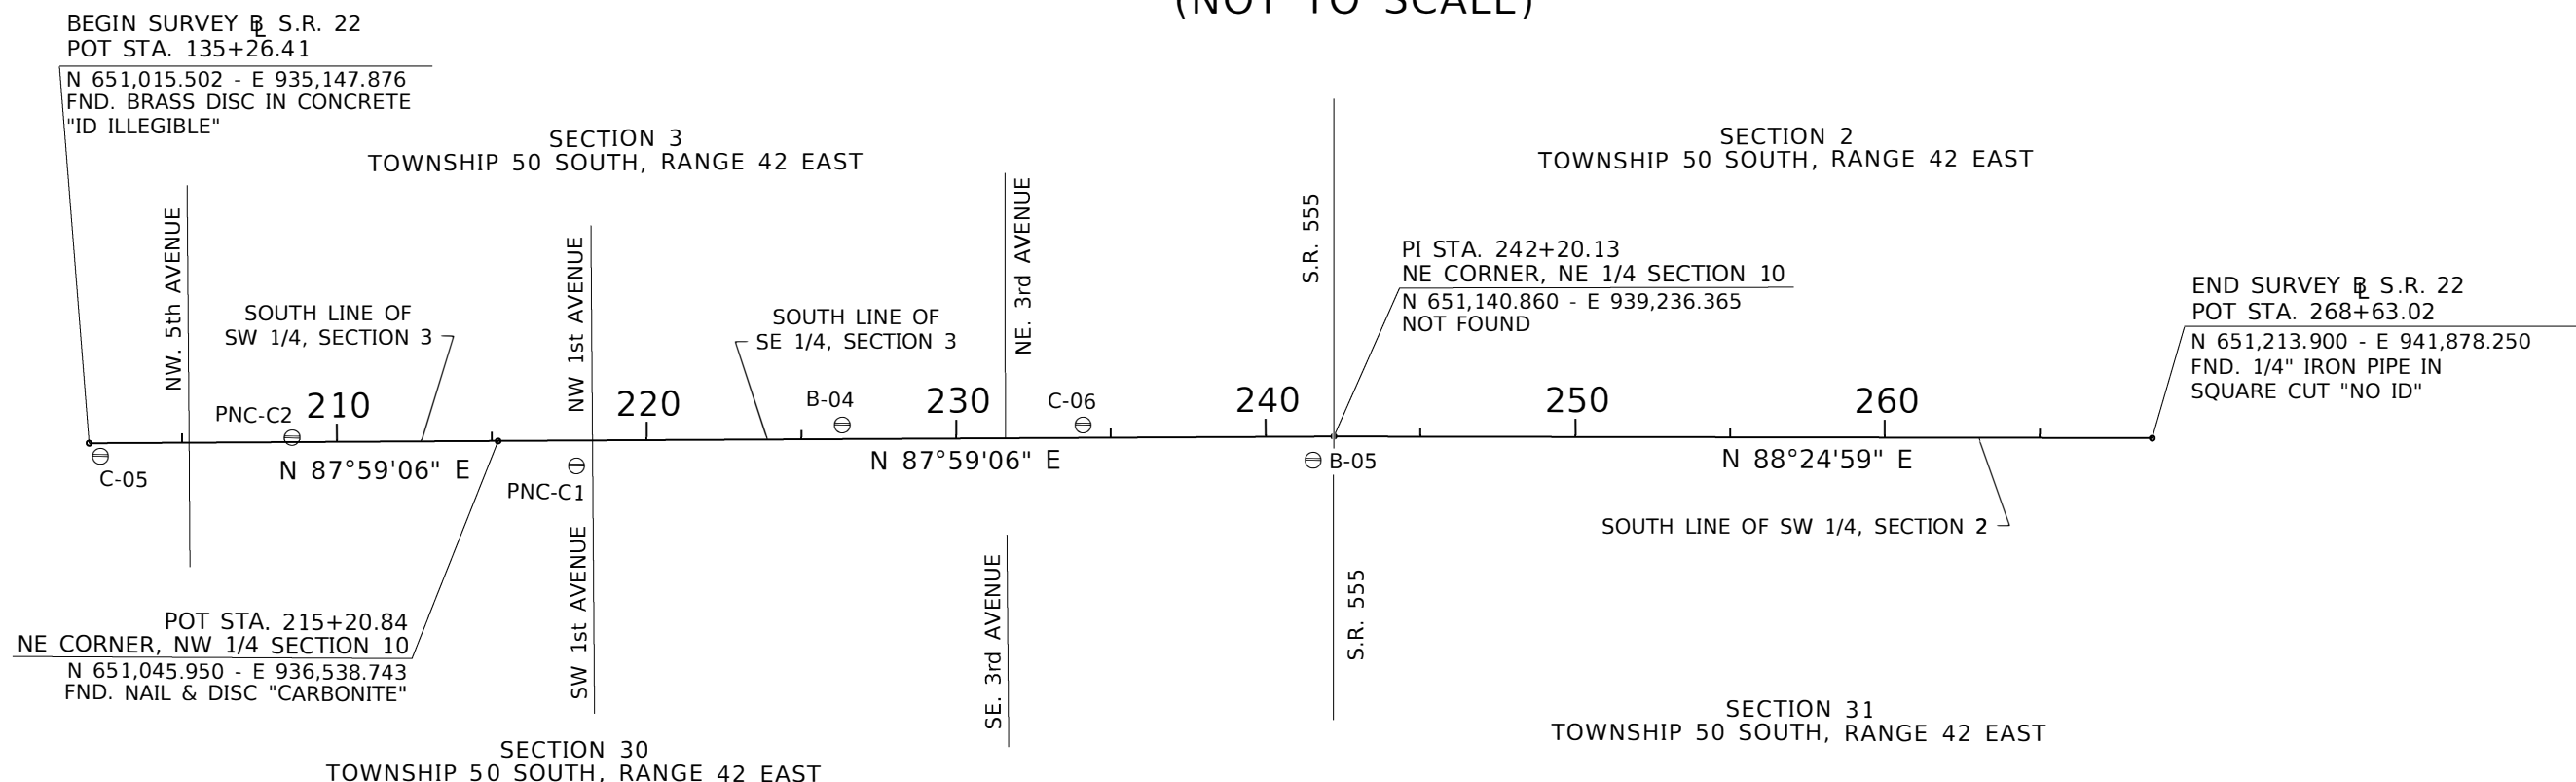 (NOT TO SCALE)
BEGIN SURVEY BL S.R. 22
POT STA. 135+26.41
N 651,015.502 - E 935,147.876
FND. BRASS DISC IN CONCRETE
"ID ILLEGIBLE"
SECTION 3
TOWNSHIP 50 SOUTH, RANGE 42 EAST
SECTION 2
TOWNSHIP 50 SOUTH, RANGE 42 EAST
NW. 5th AVENUE
NW 1st AVENUE
NE. 3rd AVENUE
S.R. 555
PI STA. 242+20.13
NE CORNER, NE 1/4 SECTION 10
N 651,140.860 - E 939,236.365
NOT FOUND
END SURVEY BL S.R. 22
POT STA. 268+63.02
N 651,213.900 - E 941,878.250
FND. 1/4" IRON PIPE IN
SQUARE CUT "NO ID"
SOUTH LINE OF
SW 1/4, SECTION 3
SOUTH LINE OF
SE 1/4, SECTION 3
PNC-C2
210
220
B-04
230
C-06
240
250
260
C-05
N 87°59'06" E
PNC-C1
N 87°59'06" E
B-05
N 88°24'59" E
SOUTH LINE OF SW 1/4, SECTION 2
SW 1st AVENUE
SE. 3rd AVENUE
S.R. 555
POT STA. 215+20.84
NE CORNER, NW 1/4 SECTION 10
N 651,045.950 - E 936,538.743
FND. NAIL & DISC "CARBONITE"
SECTION 30
TOWNSHIP 50 SOUTH, RANGE 42 EAST
SECTION 31
TOWNSHIP 50 SOUTH, RANGE 42 EAST